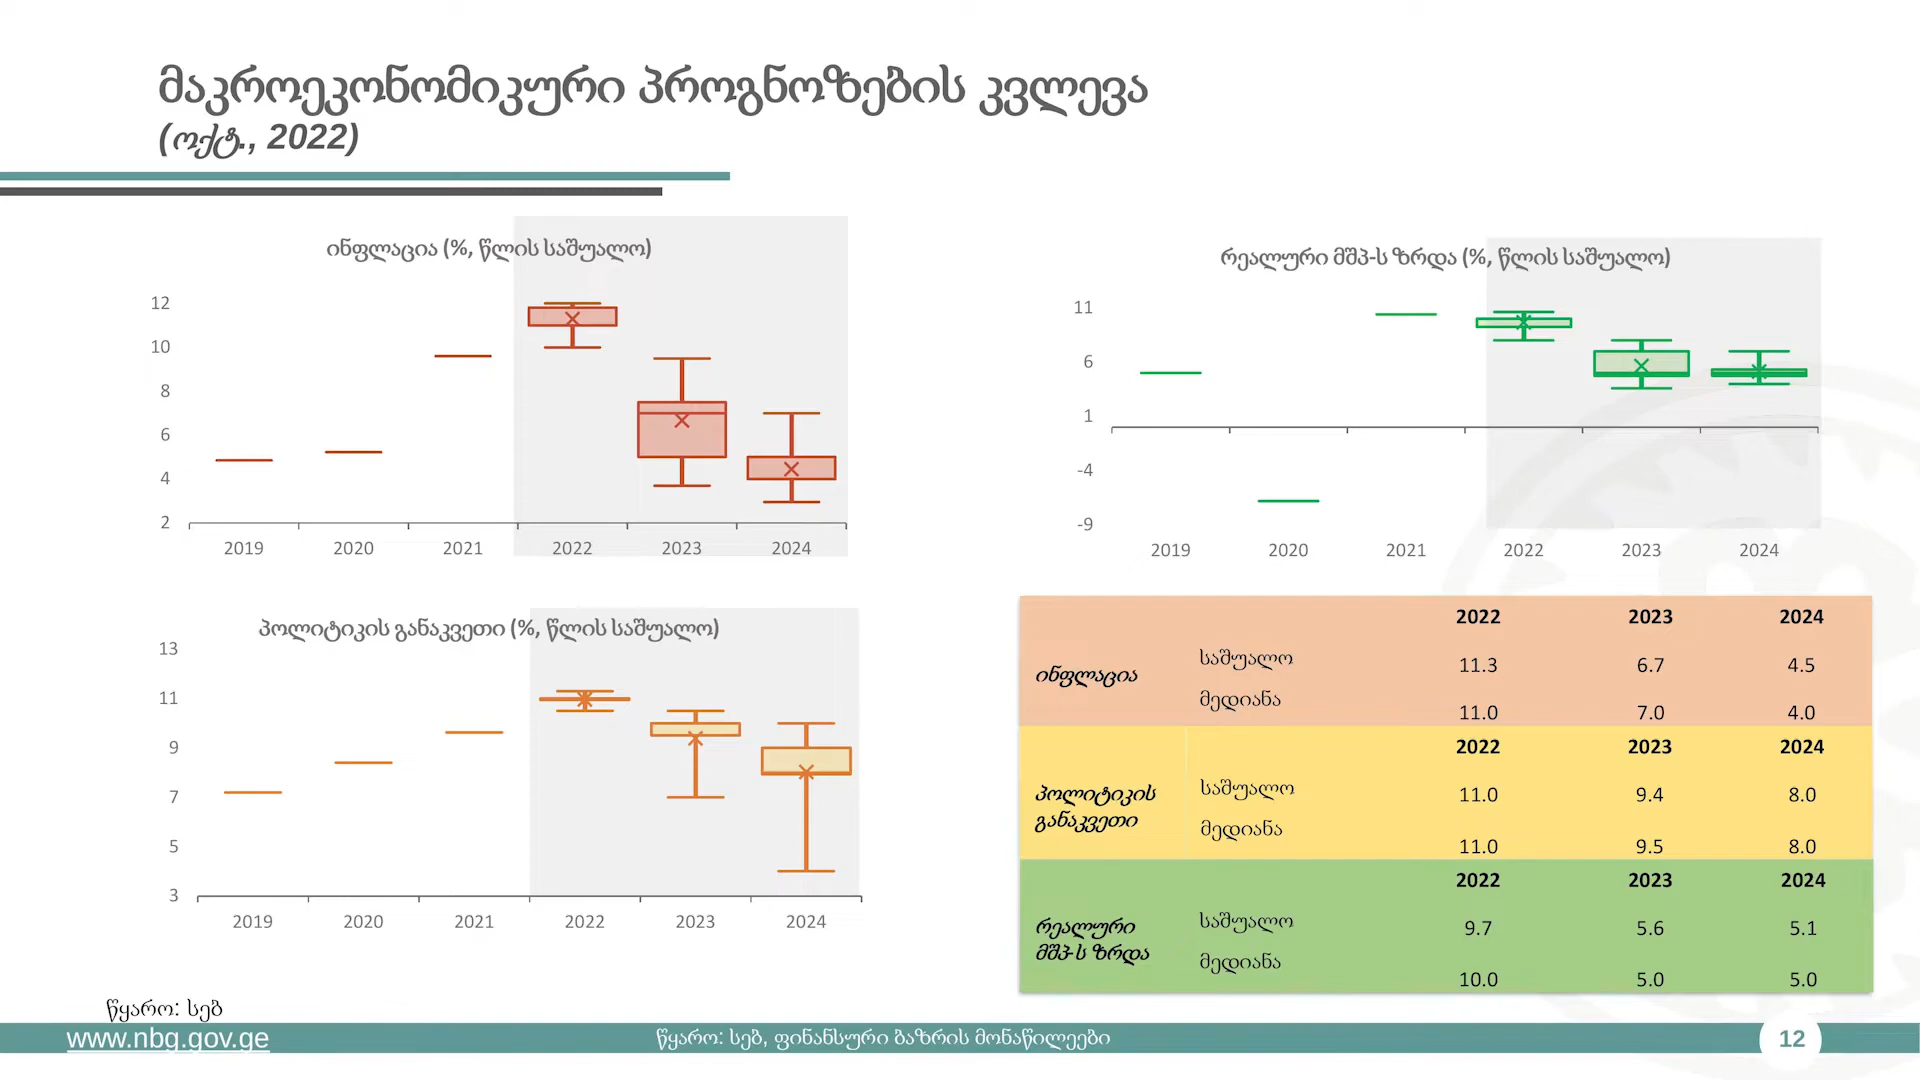 მაკროეკონომიკური პროგნოზების კვლევა
(ოქტ., 2022)
ინფლაცია (%, წლის საშუალო)
12
10
8
6
4
2
2019 2020 2021 2022 2023 2024
რეალური მშპ-ს ზრდა (%, წლის საშუალო)
11
6
1
-4
-9
2019 2020 2021 2022 2023 2024
პოლიტიკის განაკვეთი (%, წლის საშუალო)
13
11
9
7
5
3
2019 2020 2021 2022 2023 2024
2022 2023 2024
ინფლაცია
საშუალო 11.3 6.7 4.5
მედიანა 11.0 7.0 4.0
2022 2023 2024
პოლიტიკის
განაკვეთი
საშუალო 11.0 9.4 8.0
მედიანა 11.0 9.5 8.0
2022 2023 2024
რეალური
მშპ-ს ზრდა
საშუალო 9.7 5.6 5.1
მედიანა 10.0 5.0 5.0
წყარო: სებ
www.nbg.gov.ge
წყარო: სებ, ფინანსური ბაზრის მონაწილეები
12